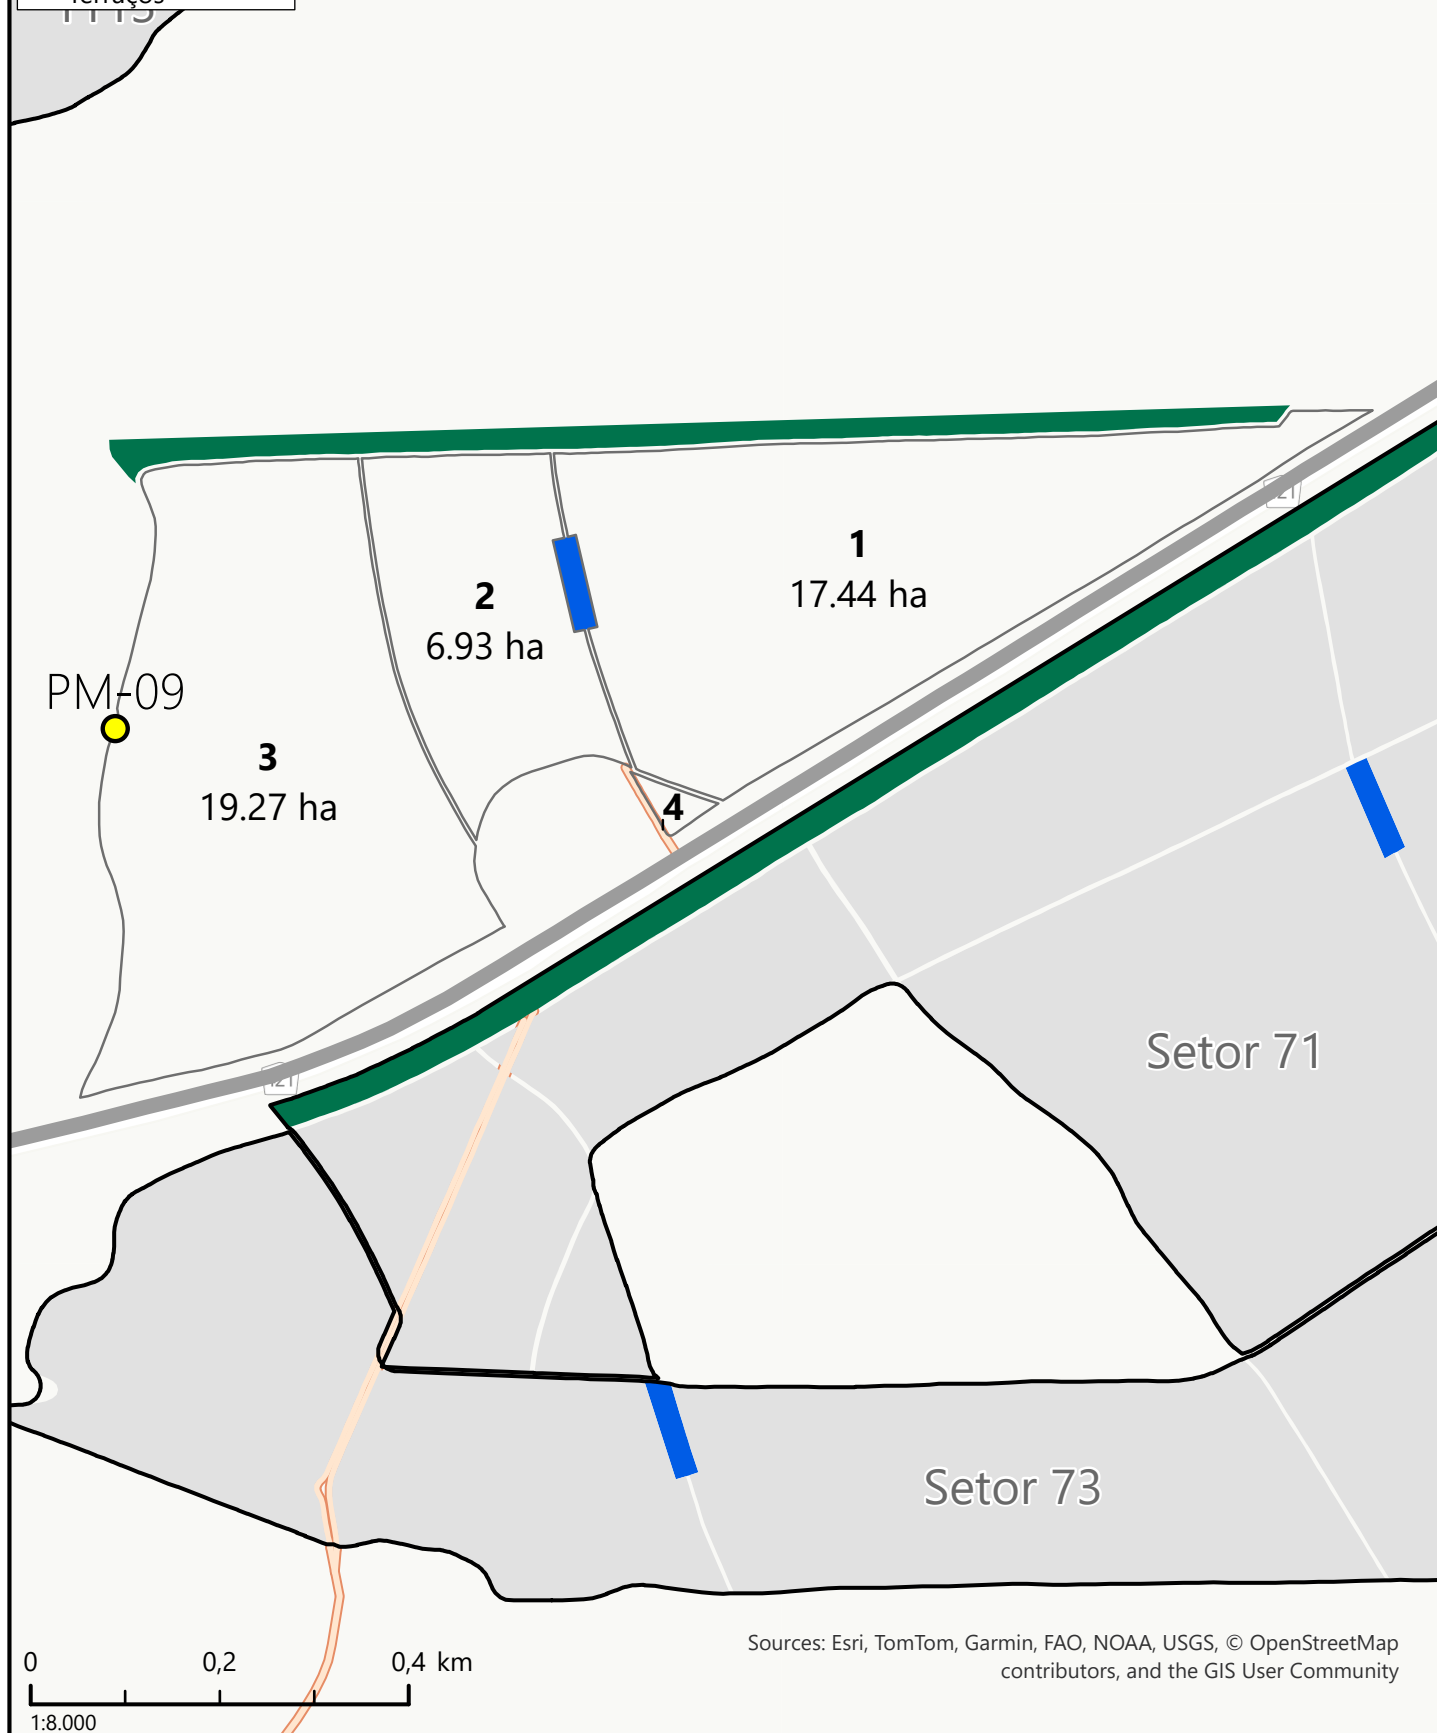 Terraços
1
17.44 ha
2
6.93 ha
PM-09
3
19.27 ha
4
Setor 71
Setor 73
Sources: Esri, TomTom, Garmin, FAO, NOAA, USGS, © OpenStreetMap
contributors, and the GIS User Community
0 0,2 0,4 km
1:8.000